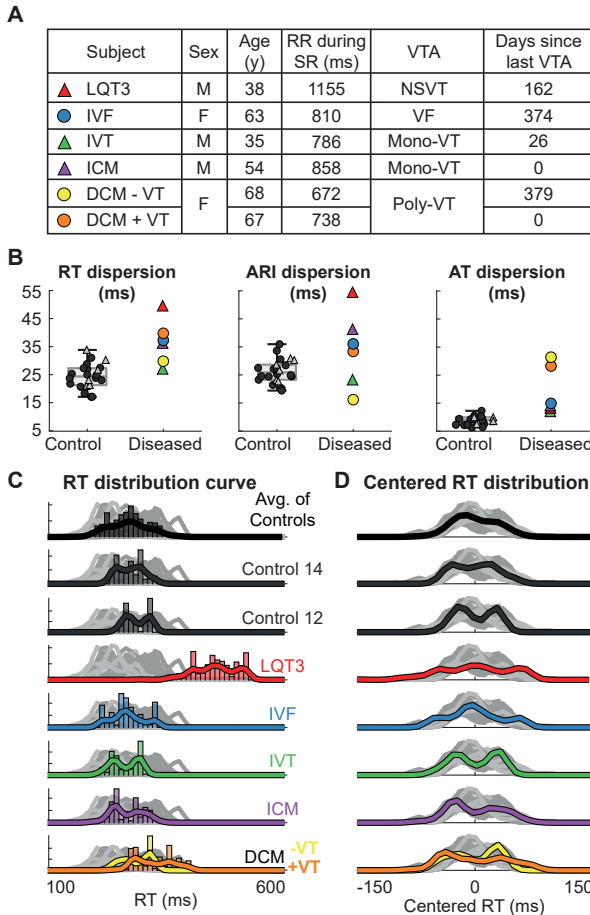 A
Subject Sex Age (y) RR during SR (ms) VTA Days since last VTA
LQT3 M 38 1155 NSVT 162
IVF F 63 810 VF 374
IVT M 35 786 Mono-VT 26
ICM M 54 858 Mono-VT 0
DCM - VT F 68 672 Poly-VT 379
DCM + VT 67 738 0
B
RT dispersion (ms)
ARI dispersion (ms)
AT dispersion (ms)
55
45
35
25
15
5
Control Diseased
Control Diseased
Control Diseased
C RT distribution curve
D Centered RT distribution
Avg. of Controls
Control 14
Control 12
LQT3
IVF
IVT
ICM
DCM -VT
+VT
100 600
RT (ms)
-150 0 150
Centered RT (ms)